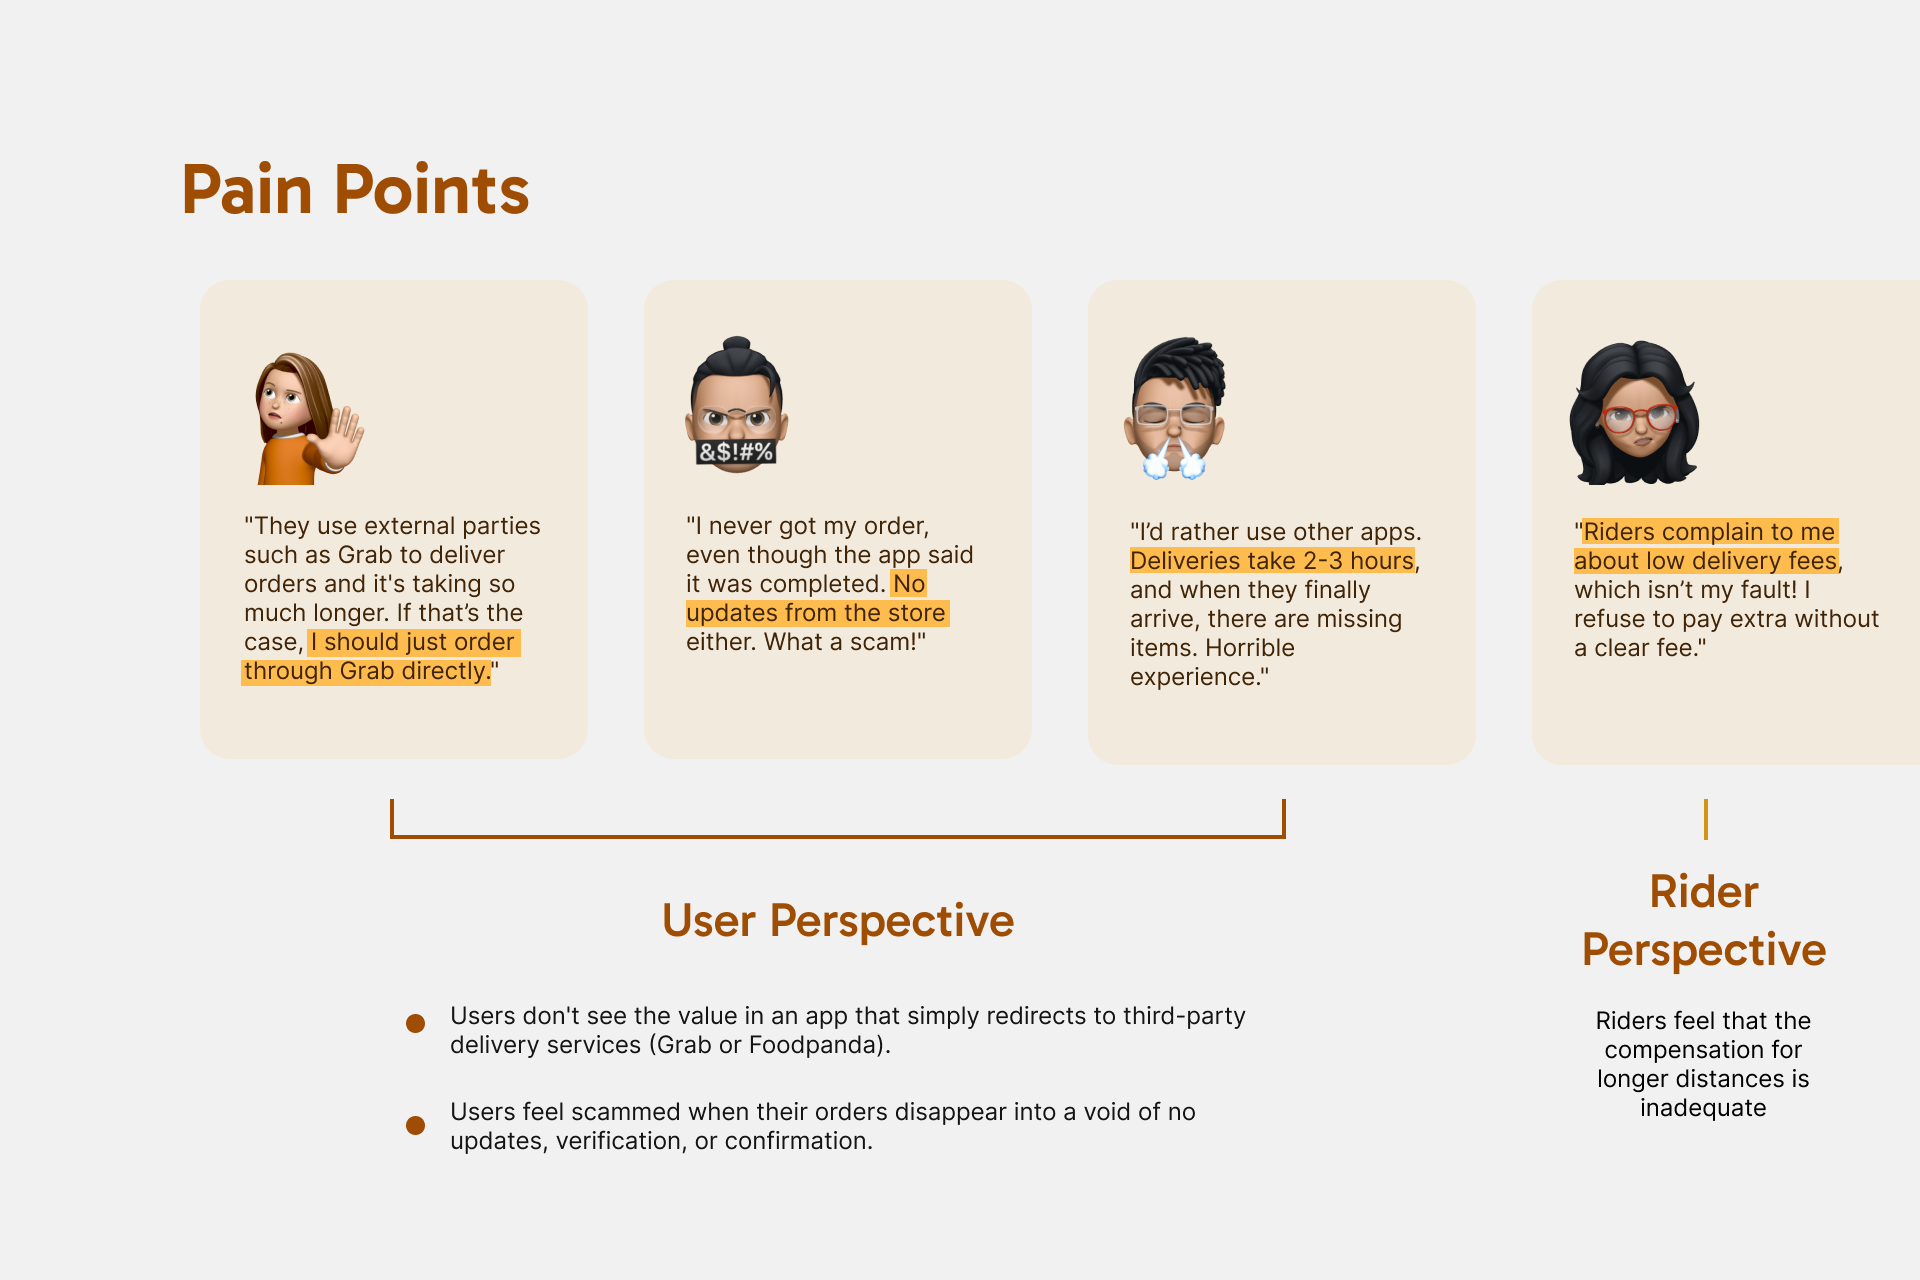 Pain Points
&$!#%
"They use external parties
such as Grab to deliver
orders and it's taking so
much longer. If that’s the
case, I should just order
through Grab directly."
"I never got my order,
even though the app said
it was completed. No
updates from the store
either. What a scam!"
"I’d rather use other apps.
Deliveries take 2-3 hours,
and when they finally
arrive, there are missing
items. Horrible
experience."
"Riders complain to me
about low delivery fees,
which isn’t my fault! I
refuse to pay extra without
a clear fee."
User Perspective
Users don't see the value in an app that simply redirects to third-party
delivery services (Grab or Foodpanda).
Users feel scammed when their orders disappear into a void of no
updates, verification, or confirmation.
Rider
Perspective
Riders feel that the
compensation for
longer distances is
inadequate